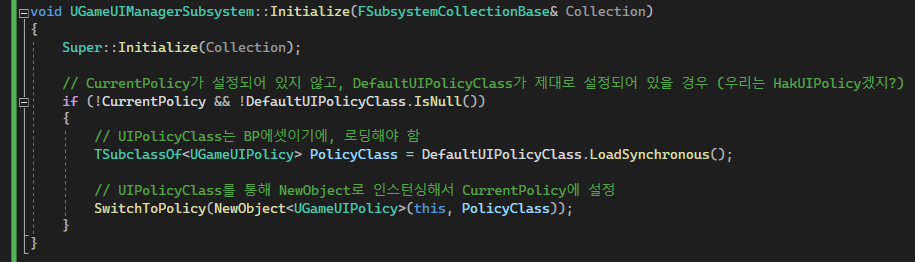 void UGameUIManagerSubsystem::Initialize(FSubsystemCollectionBase& Collection)
{
    Super::Initialize(Collection);

    // CurrentPolicy가 설정되어 있지 않고, DefaultUIPolicyClass가 제대로 설정되어 있을 경우 (우리는 HakUIPolicy겠지?)
    if (!CurrentPolicy && !DefaultUIPolicyClass.IsNull())
    {
        // UIPolicyClass는 BP에셋이기에, 로딩해야 함
        TSubclassOf<UGameUIPolicy> PolicyClass = DefaultUIPolicyClass.LoadSynchronous();

        // UIPolicyClass를 통해 NewObject로 인스턴싱해서 CurrentPolicy에 설정
        SwitchToPolicy(NewObject<UGameUIPolicy>(this, PolicyClass));
    }
}